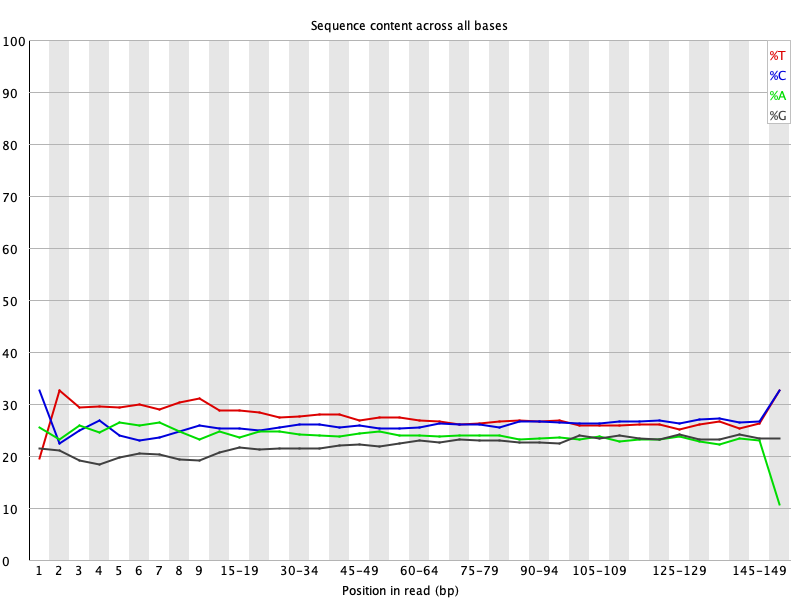 Sequence content across all bases
100
90
80
70
60
50
40
30
20
10
0
%T
%C
%A
%G
1 2 3 4 5 6 7 8 9 15-19 30-34 45-49 60-64 75-79 90-94 105-109 125-129 145-149
Position in read (bp)